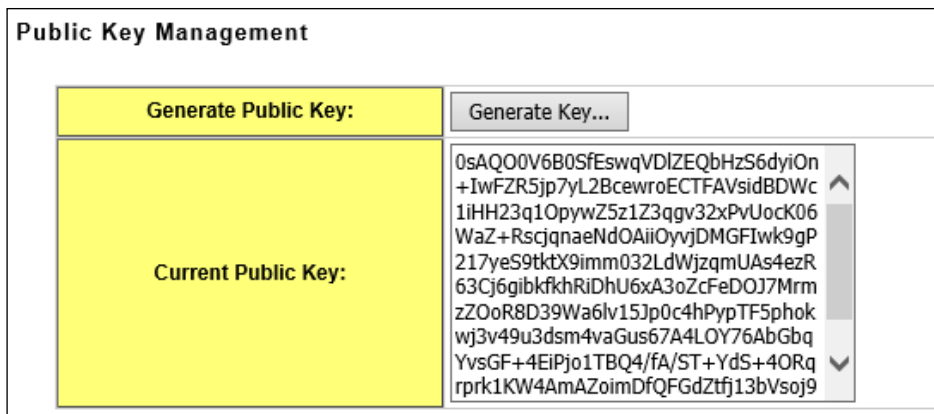 Public Key Management
Generate Public Key:
Generate Key...
Current Public Key:
0sAQO0V6B0SfEswqVDlZEQbHzS6dyiOn
+IwFZR5jp7yL2BcewroECTFAVsidBDWc
1iHH23q1OpywZ5z1Z3qgv32xPvUocK06
WaZ+RscjqnaeNdOAiiOyvjDMGFIwk9gP
217yeS9tktX9imm032LdWjzqmUAs4ezR
63Cj6gibkfkhRiDhU6xA3oZcFeDOJ7Mrm
zZOoR8D39Wa6lv15Jp0c4hPypTF5phok
wj3v49u3dsm4vaGus67A4LOY76AbGbq
YvsGF+4EiPjo1TBQ4/fA/ST+YdS+4ORq
rprk1KW4AmAZoimDfQFGdZtfj13bVsoj9